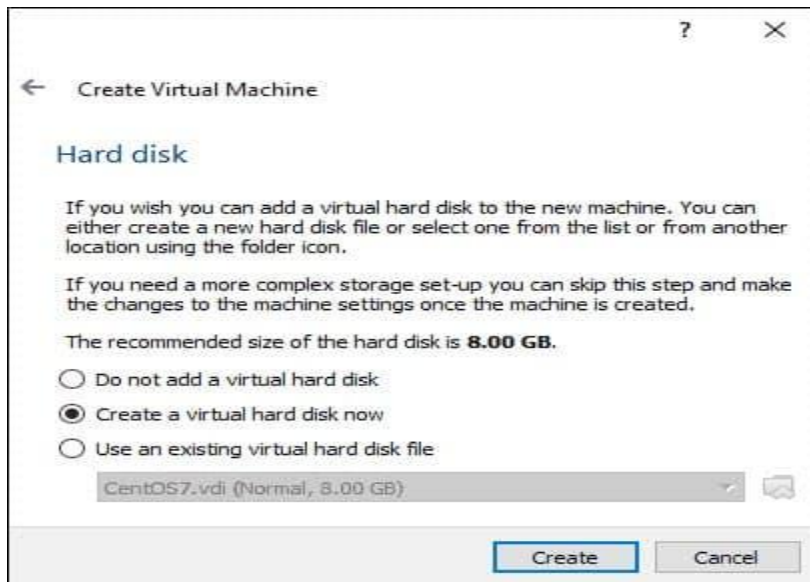 ?
Create Virtual Machine
Hard disk
If you wish you can add a virtual hard disk to the new machine. You can
either create a new hard disk file or select one from the list or from another
location using the folder icon.
If you need a more complex storage set-up you can skip this step and make
the changes to the machine settings once the machine is created.
The recommended size of the hard disk is 8.00 GB.
Do not add a virtual hard disk
Create a virtual hard disk now
Use an existing virtual hard disk file
CentOS7.vdi (Normal, 8.00 GB)
Create Cancel